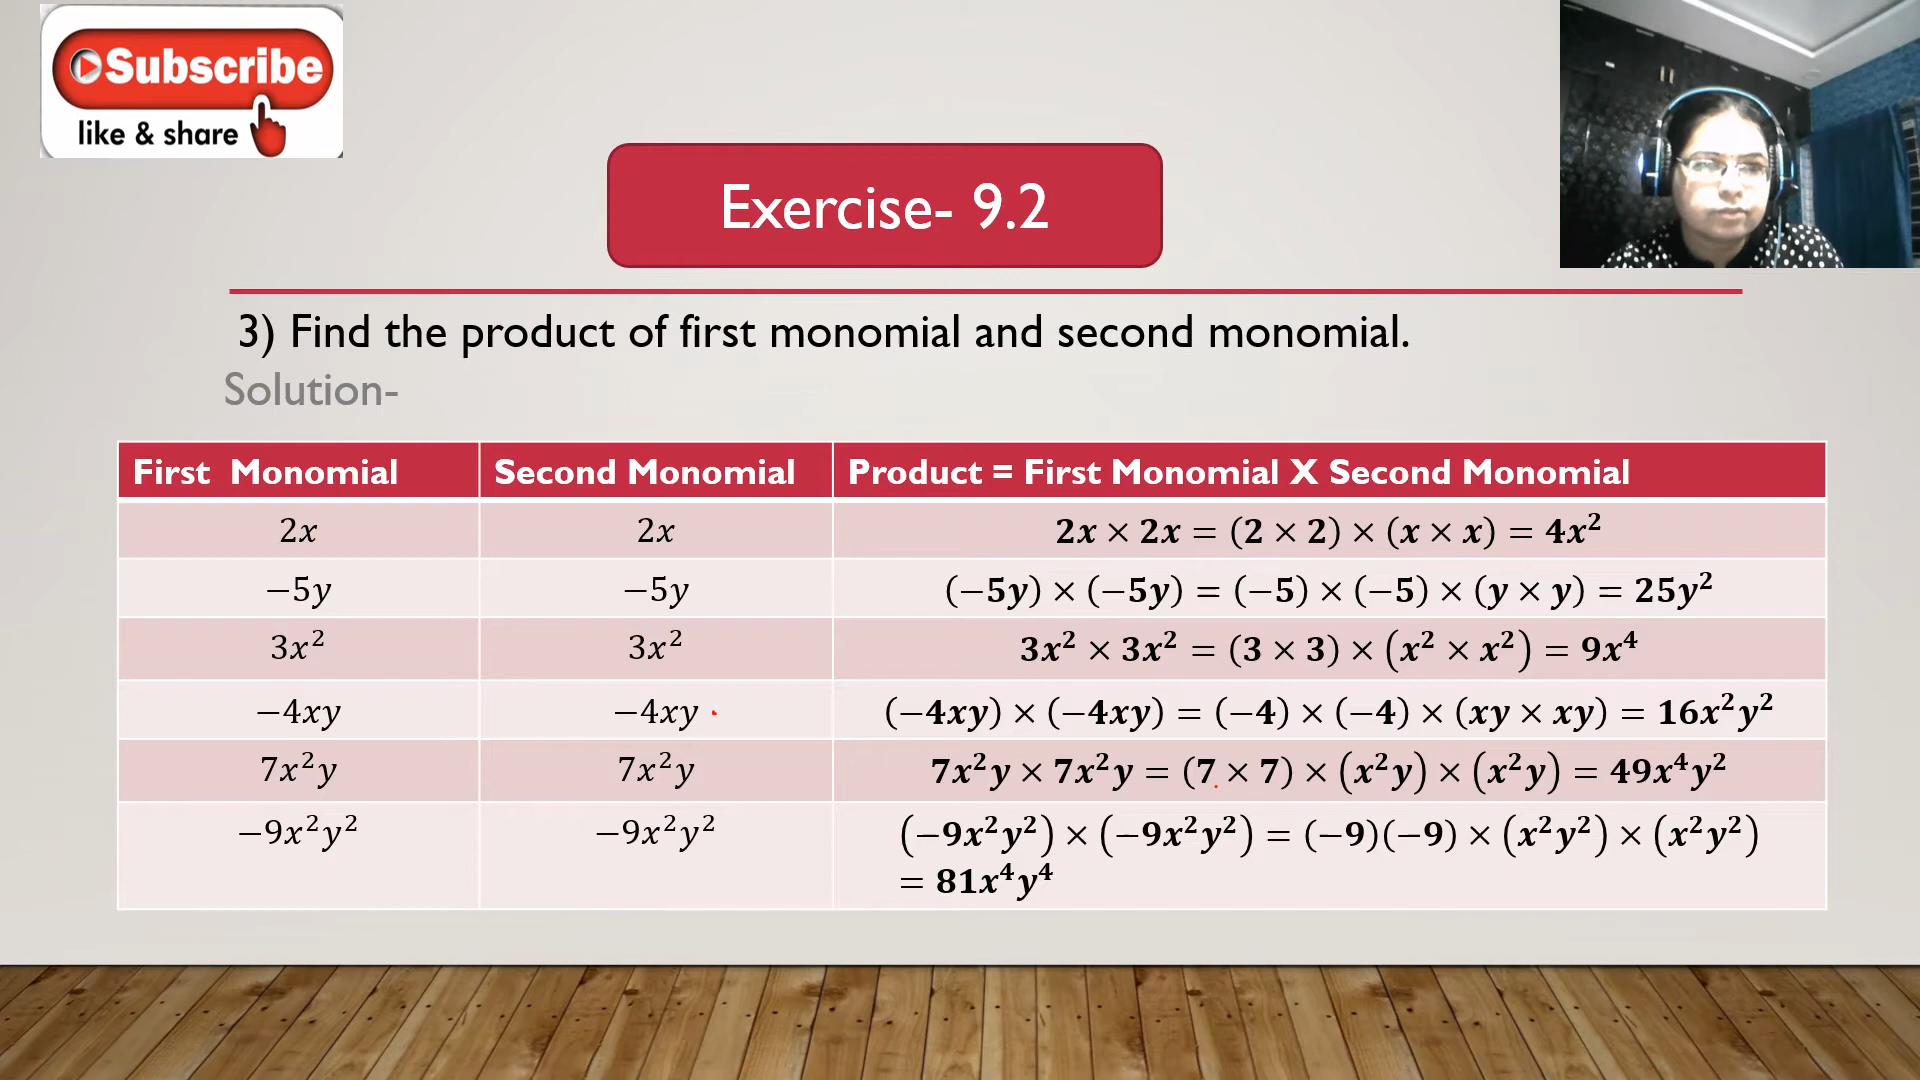 Subscribe
like & share
Exercise- 9.2
3) Find the product of first monomial and second monomial.
Solution-
First Monomial Second Monomial Product = First Monomial X Second Monomial
2x 2x 2x × 2x = (2 × 2) × (x × x) = 4x²
−5y −5y (−5y) × (−5y) = (−5) × (−5) × (y × y) = 25y²
3x² 3x² 3x² × 3x² = (3 × 3) × (x² × x²) = 9x⁴
−4xy −4xy (−4xy) × (−4xy) = (−4) × (−4) × (xy × xy) = 16x²y²
7x²y 7x²y 7x²y × 7x²y = (7 × 7) × (x²y) × (x²y) = 49x⁴y²
−9x²y² −9x²y² (−9x²y²) × (−9x²y²) = (−9)(−9) × (x²y²) × (x²y²)
= 81x⁴y⁴